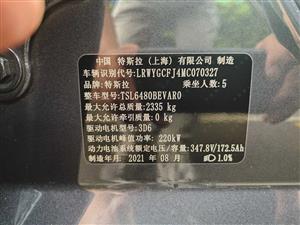 中国 特斯拉（上海）有限公司 制造
车辆识别代号：LRWYGCFJ4MC070327
品牌：特斯拉 乘坐人数：5
整车型号：TSL6480BEVAR0
最大允许总质量：2335 kg
最大允许牵引质量：0 kg
驱动电机型号：3D6
驱动电机峰值功率：220kW
动力电池系统额定电压/容量：347.8V/172.5Ah
制造年月：2021 年 08 月 1.0%